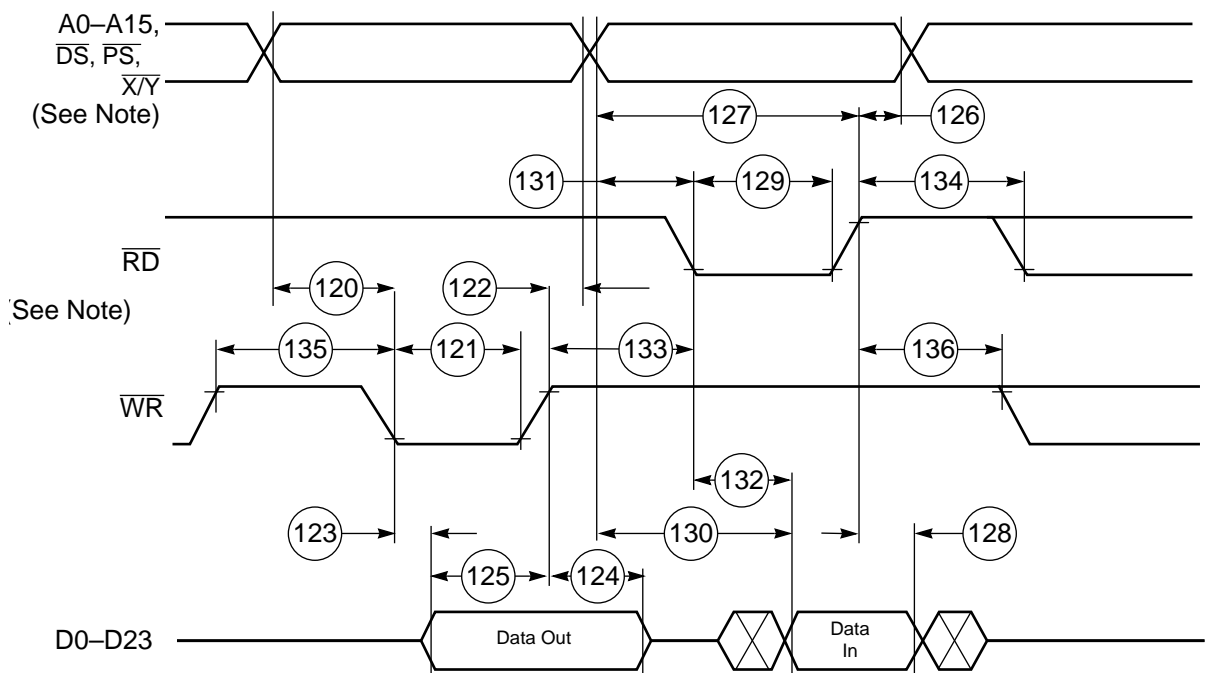 A0–A15,
DS, PS,
X/Y
(See Note)
127
126
131
129
134
RD
120
122
(See Note)
135
121
133
136
WR
132
123
130
128
125
124
D0–D23
Data Out
Data
In